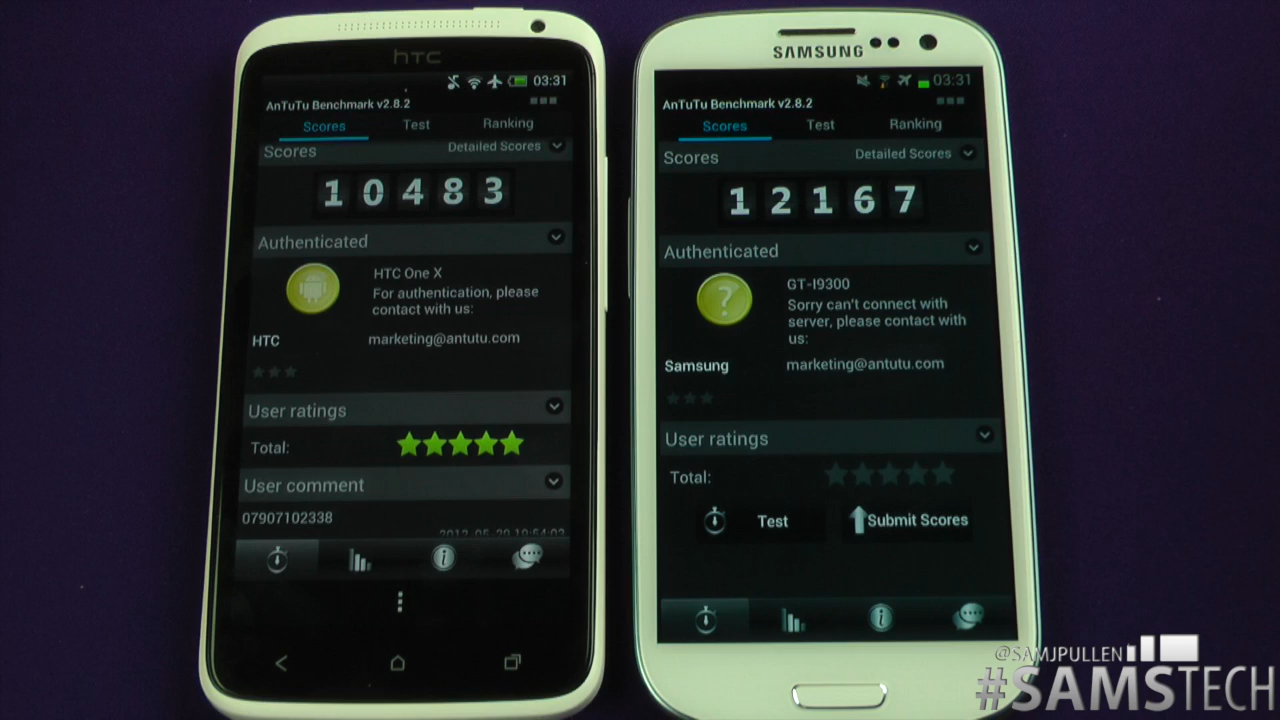 hTC
03:31
AnTuTu Benchmark v2.8.2
Scores
Test
Ranking
Scores
Detailed Scores
10483
Authenticated
HTC One X
For authentication, please
contact with us:
HTC
marketing@antutu.com
User ratings
Total:
User comment
07907102338
SAMSUNG
03:31
AnTuTu Benchmark v2.8.2
Scores
Test
Ranking
Scores
Detailed Scores
12167
Authenticated
GT-I9300
Sorry can't connect with
server, please contact with
us:
Samsung
marketing@antutu.com
User ratings
Total:
Test
Submit Scores
@SAMJPULLEN
#SAMSTECH